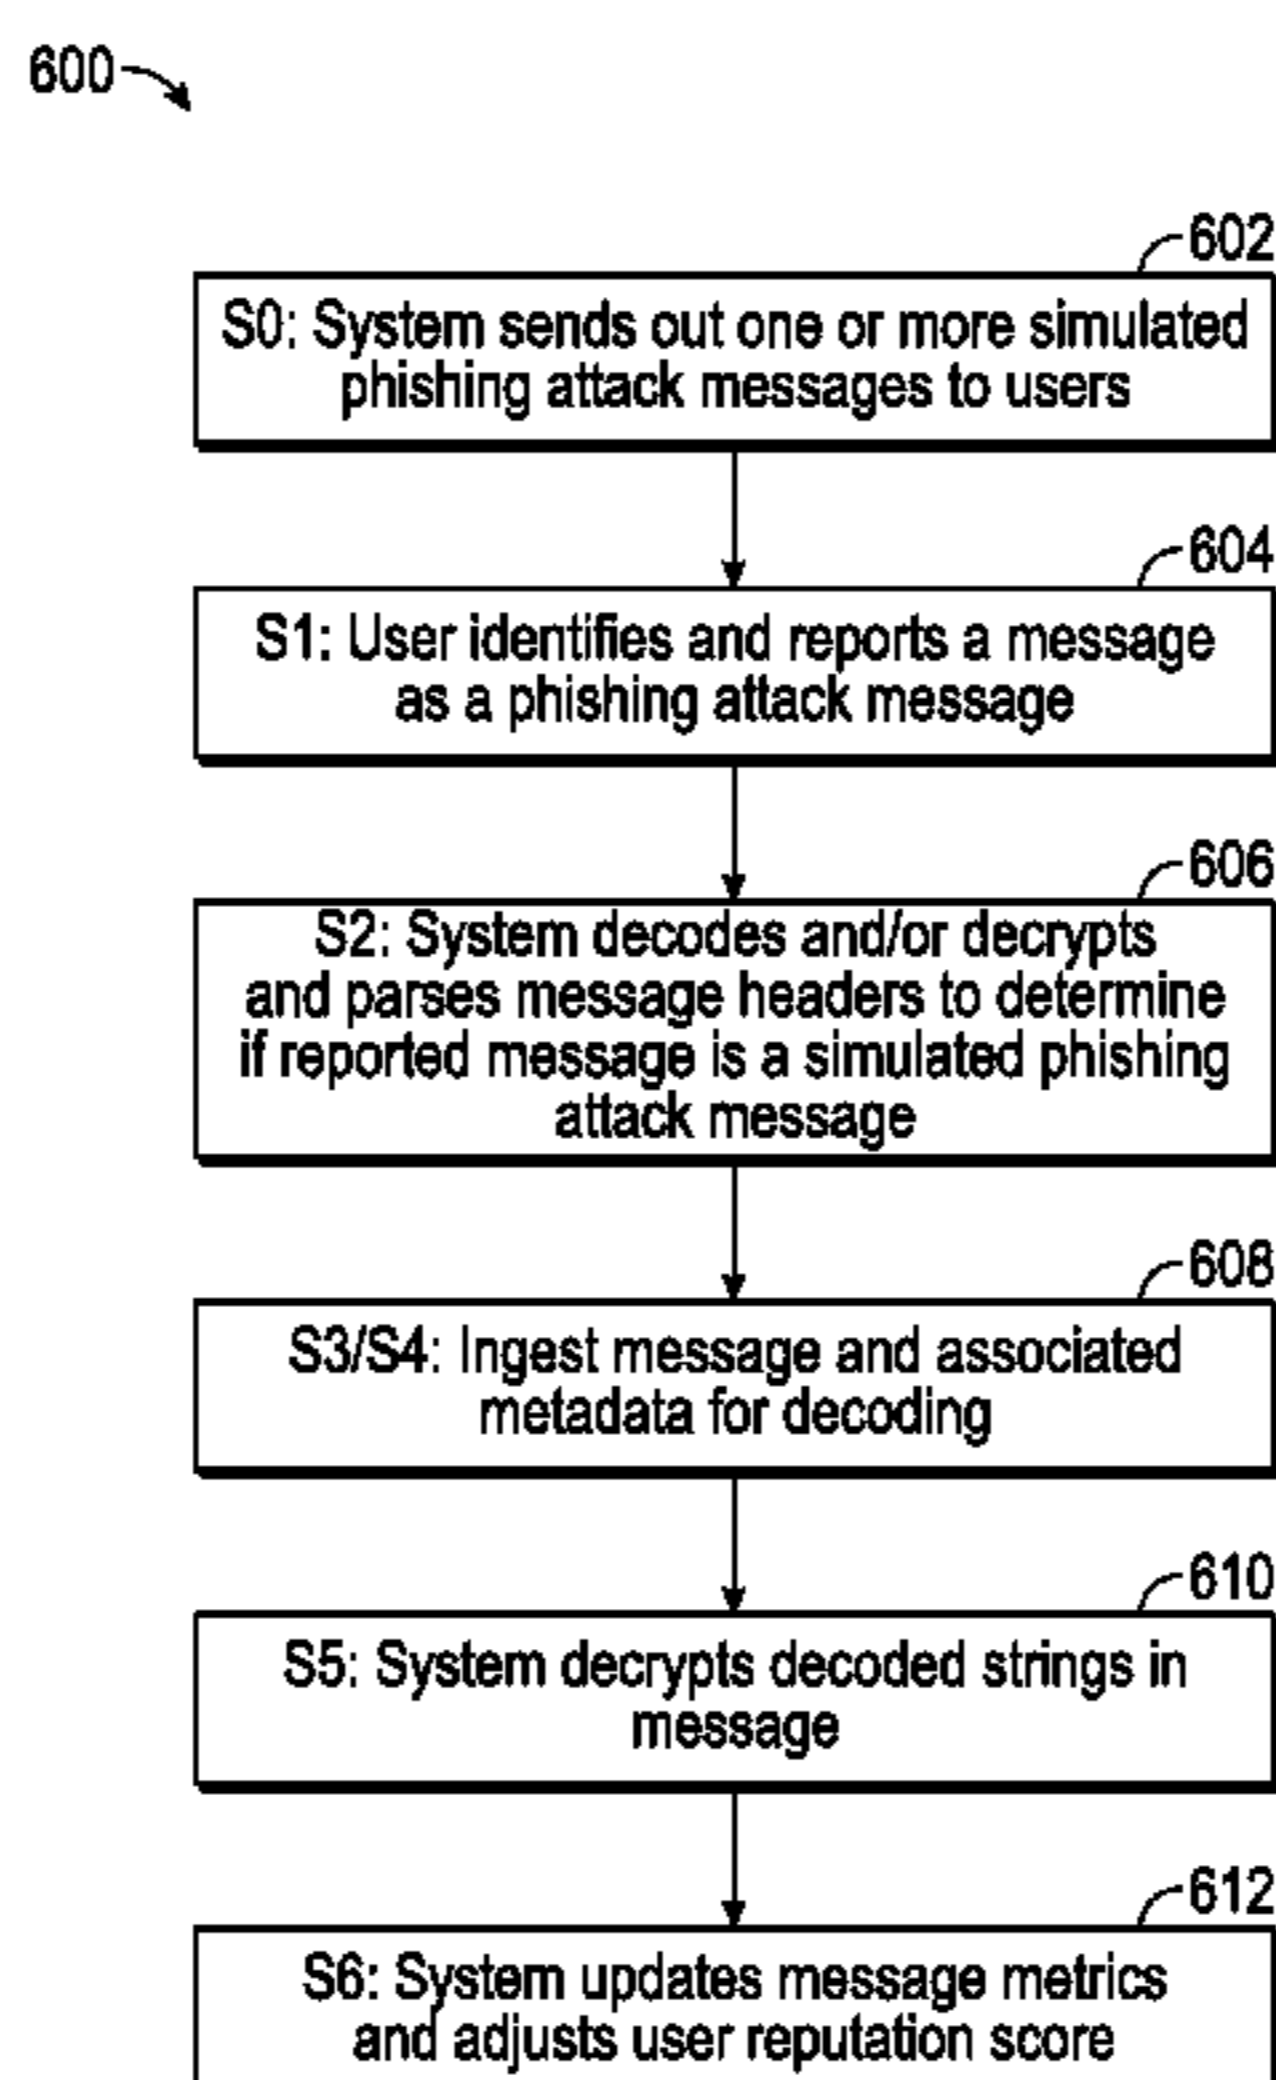 600
602
S0: System sends out one or more simulated
phishing attack messages to users
604
S1: User identifies and reports a message
as a phishing attack message
606
S2: System decodes and/or decrypts
and parses message headers to determine
if reported message is a simulated phishing
attack message
608
S3/S4: Ingest message and associated
metadata for decoding
610
S5: System decrypts decoded strings in
message
612
S6: System updates message metrics
and adjusts user reputation score